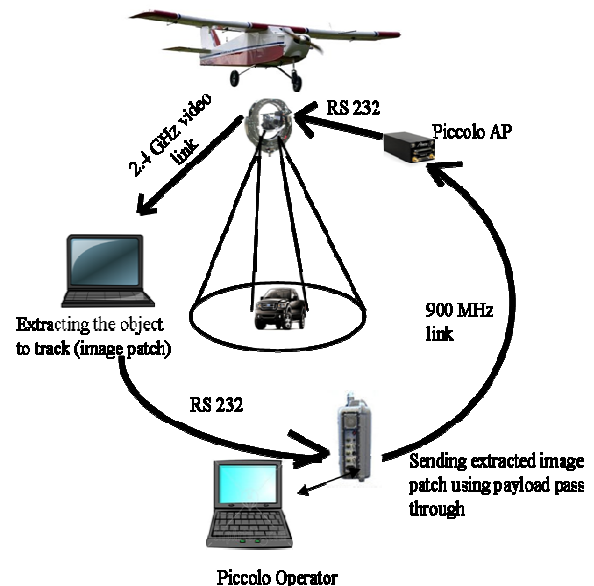 RS 232
Piccolo AP
2.4 GHz video
link
Extracting the object
to track (image patch)
900 MHz
link
RS 232
Sending extracted image
patch using payload pass
through
Piccolo Operator